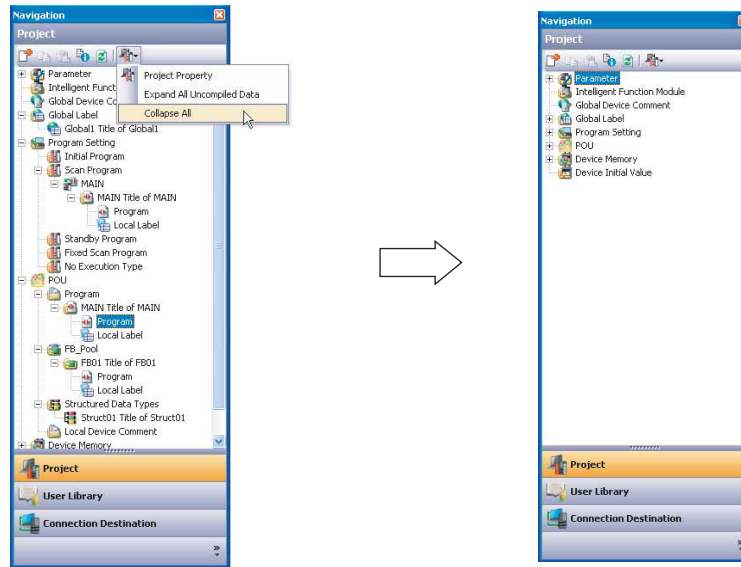 Navigation
Project
Project Property
Expand All Uncompiled Data
Collapse All
Parameter
Intelligent Funct
Global Device Co
Global Label
Global1 Title of Global1
Program Setting
Initial Program
Scan Program
MAIN
MAIN Title of MAIN
Program
Local Label
Standby Program
Fixed Scan Program
No Execution Type
POU
Program
MAIN Title of MAIN
Program
Local Label
FB_Pool
FB01 Title of FB01
Program
Local Label
Structured Data Types
Struct01 Title of Struct01
Local Device Comment
Device Memory
Project
User Library
Connection Destination
Navigation
Project
Parameter
Intelligent Function Module
Global Device Comment
Global Label
Program Setting
POU
Device Memory
Device Initial Value
Project
User Library
Connection Destination